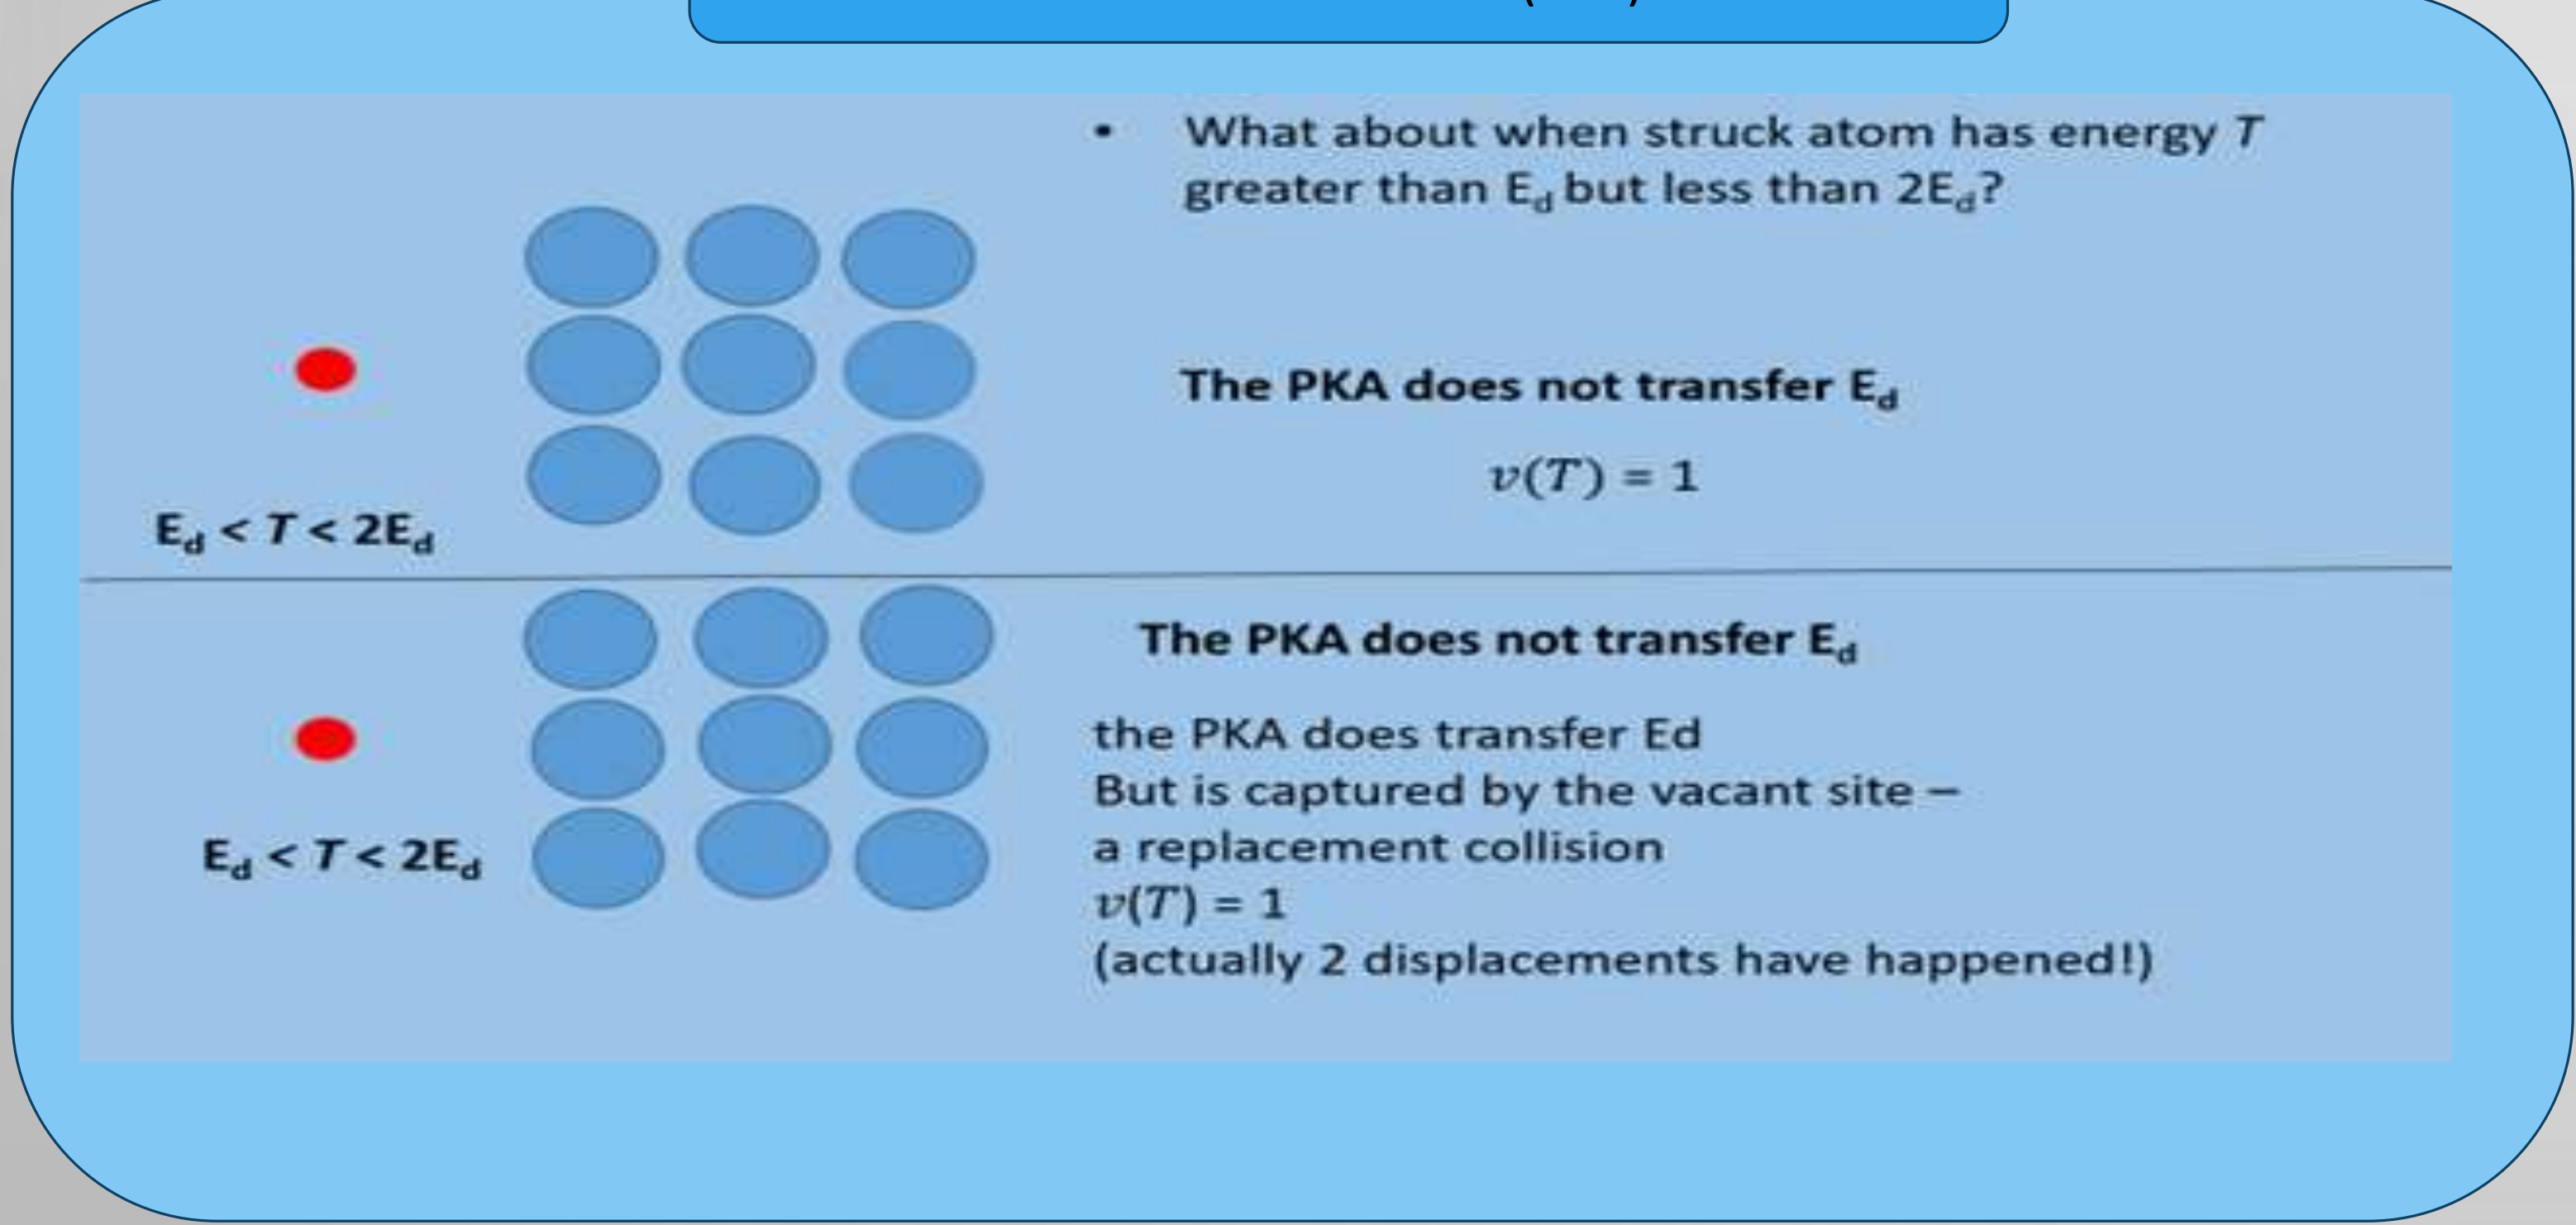 • What about when struck atom has energy T
greater than Ed but less than 2Ed?
The PKA does not transfer Ed
v(T) = 1
Ed < T < 2Ed
The PKA does not transfer Ed
the PKA does transfer Ed
But is captured by the vacant site –
a replacement collision
Ed < T < 2Ed
v(T) = 1
(actually 2 displacements have happened!)